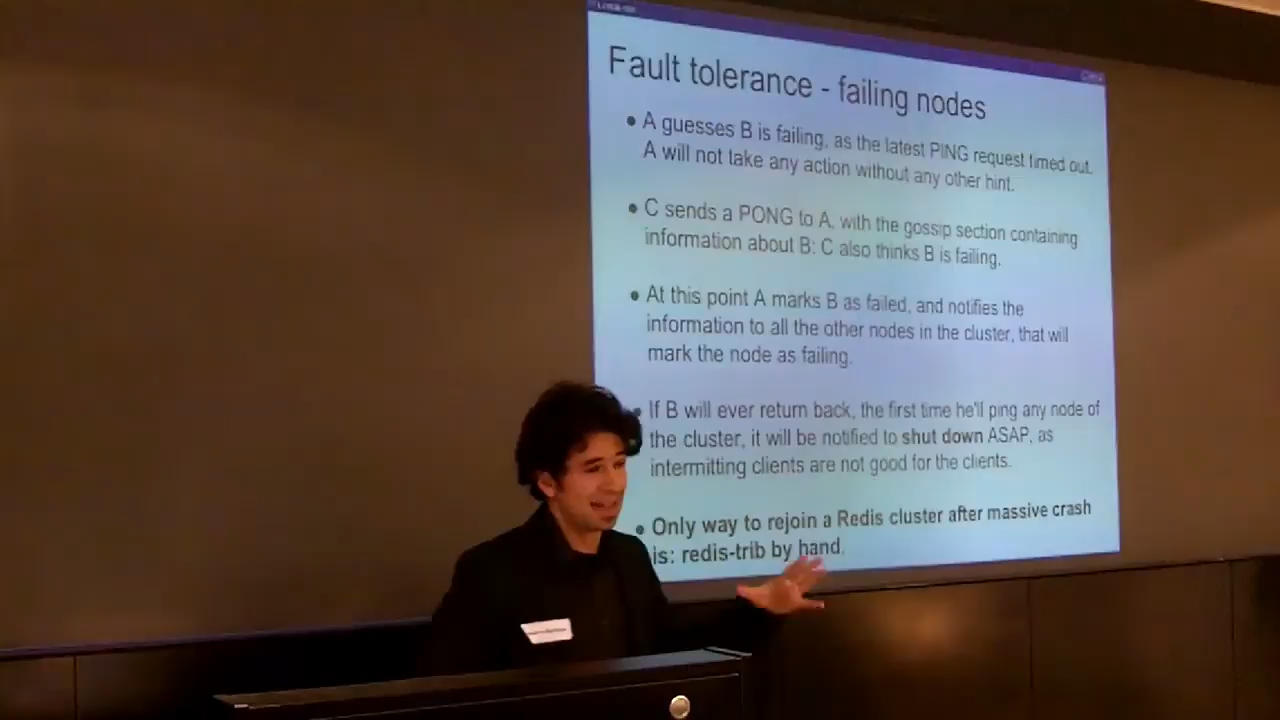 Fault tolerance - failing nodes
• A guesses B is failing, as the latest PING request timed out.
A will not take any action without any other hint.
• C sends a PONG to A, with the gossip section containing
information about B: C also thinks B is failing.
• At this point A marks B as failed, and notifies the
information to all the other nodes in the cluster, that will
mark the node as failing.
• If B will ever return back, the first time he'll ping any node of
the cluster, it will be notified to shut down ASAP, as
intermitting clients are not good for the clients.
• Only way to rejoin a Redis cluster after massive crash
is: redis-trib by hand.